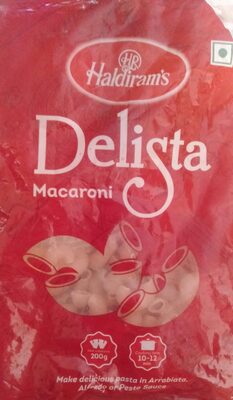 HR
Haldiram's
Delista
Macaroni
200g
10-12
Make delicious pasta in Arrabiata,
Alfredo or Pesto Sauce